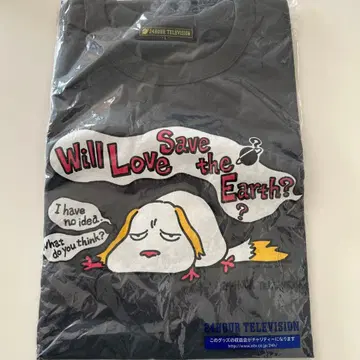 24HOUR TELEVISION
Will Love Save the
Earth?
?
I have
no idea.
What do
you think?
24HOUR TELEVISION
このグッズの収益金がチャリティーになります